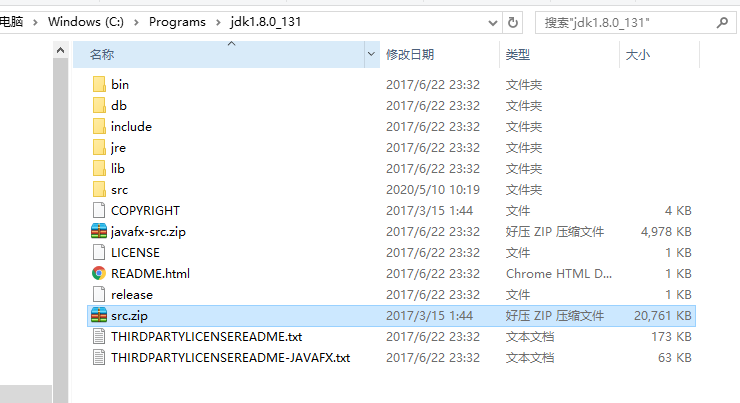 电脑 > Windows (C:) > Programs > jdk1.8.0_131 搜索"jdk1.8.0_131"
名称 修改日期 类型 大小
bin 2017/6/22 23:32 文件夹
db 2017/6/22 23:32 文件夹
include 2017/6/22 23:32 文件夹
jre 2017/6/22 23:32 文件夹
lib 2017/6/22 23:32 文件夹
src 2020/5/10 10:19 文件夹
COPYRIGHT 2017/3/15 1:44 文件 4 KB
javafx-src.zip 2017/6/22 23:32 好压 ZIP 压缩文件 4,978 KB
LICENSE 2017/6/22 23:32 文件 1 KB
README.html 2017/6/22 23:32 Chrome HTML D... 1 KB
release 2017/6/22 23:32 文件 1 KB
src.zip 2017/3/15 1:44 好压 ZIP 压缩文件 20,761 KB
THIRDPARTYLICENSEREADME.txt 2017/6/22 23:32 文本文档 173 KB
THIRDPARTYLICENSEREADME-JAVAFX.txt 2017/6/22 23:32 文本文档 63 KB